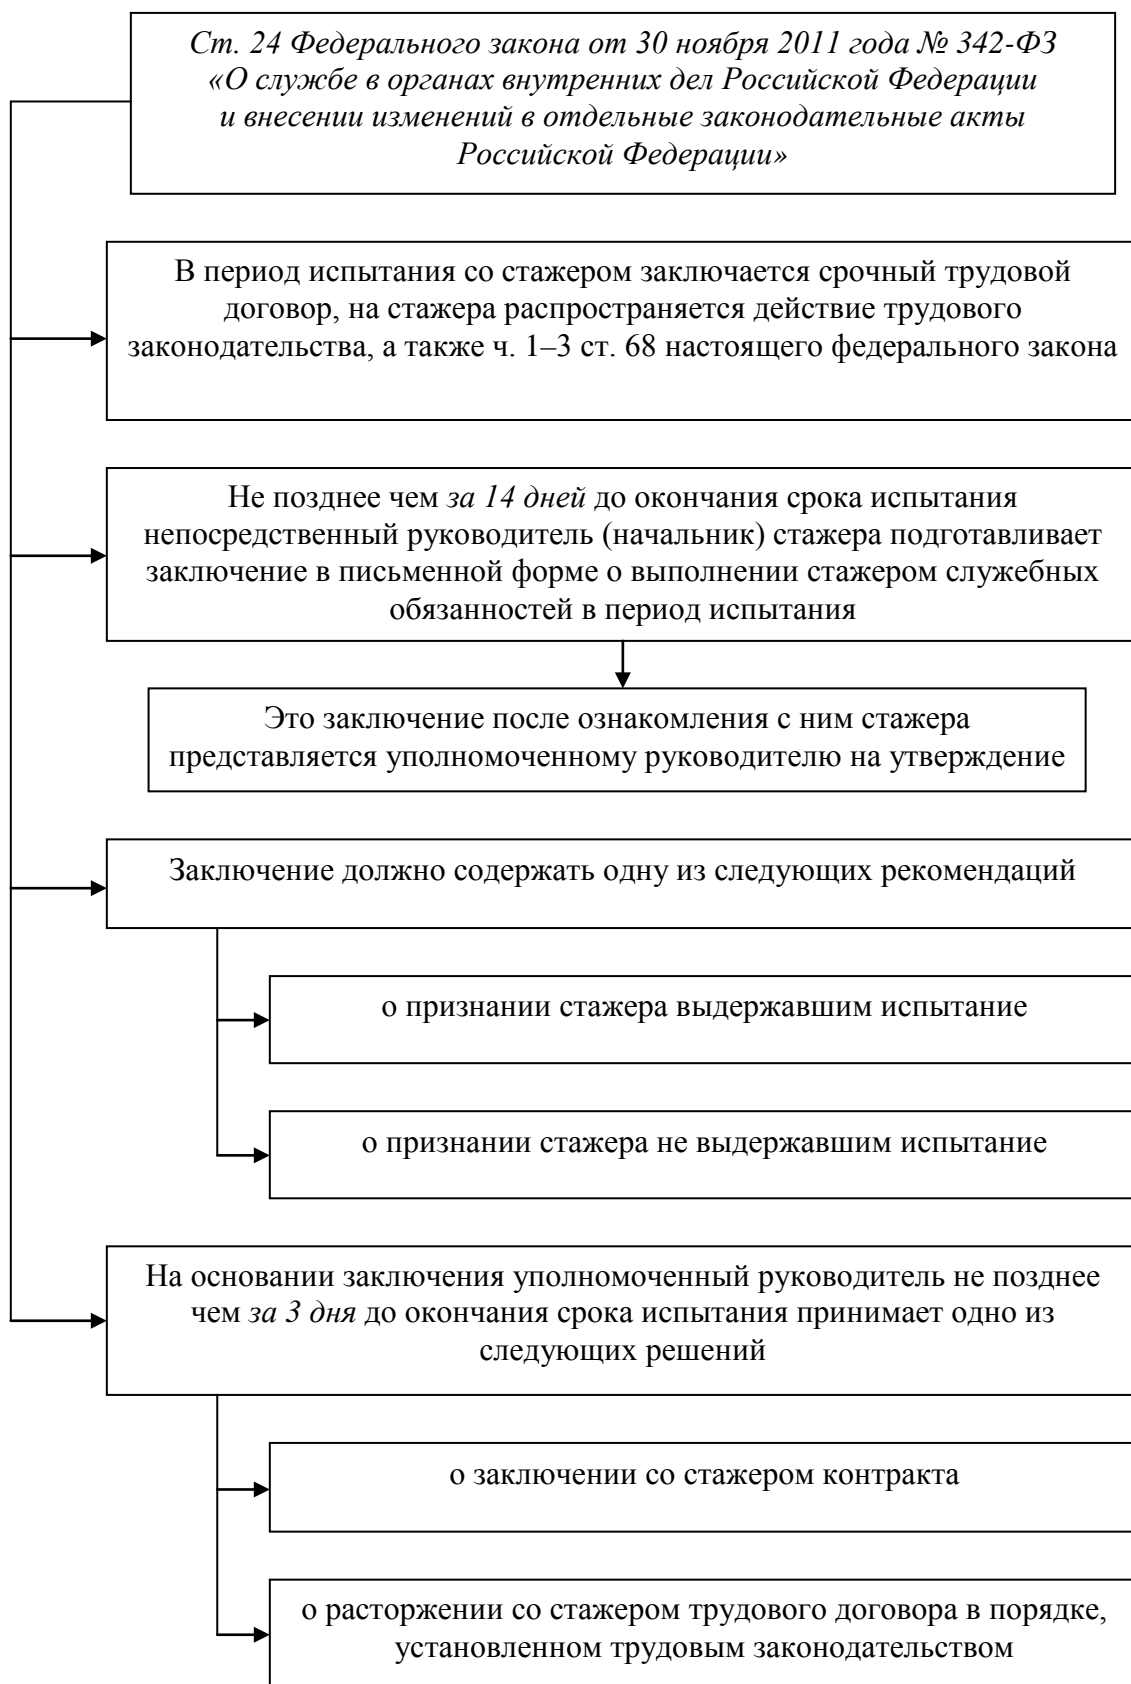 Ст. 24 Федерального закона от 30 ноября 2011 года № 342-ФЗ
«О службе в органах внутренних дел Российской Федерации
и внесении изменений в отдельные законодательные акты
Российской Федерации»
В период испытания со стажером заключается срочный трудовой
договор, на стажера распространяется действие трудового
законодательства, а также ч. 1–3 ст. 68 настоящего федерального закона
Не позднее чем за 14 дней до окончания срока испытания
непосредственный руководитель (начальник) стажера подготавливает
заключение в письменной форме о выполнении стажером служебных
обязанностей в период испытания
Это заключение после ознакомления с ним стажера
представляется уполномоченному руководителю на утверждение
Заключение должно содержать одну из следующих рекомендаций
о признании стажера выдержавшим испытание
о признании стажера не выдержавшим испытание
На основании заключения уполномоченный руководитель не позднее
чем за 3 дня до окончания срока испытания принимает одно из
следующих решений
о заключении со стажером контракта
о расторжении со стажером трудового договора в порядке,
установленном трудовым законодательством